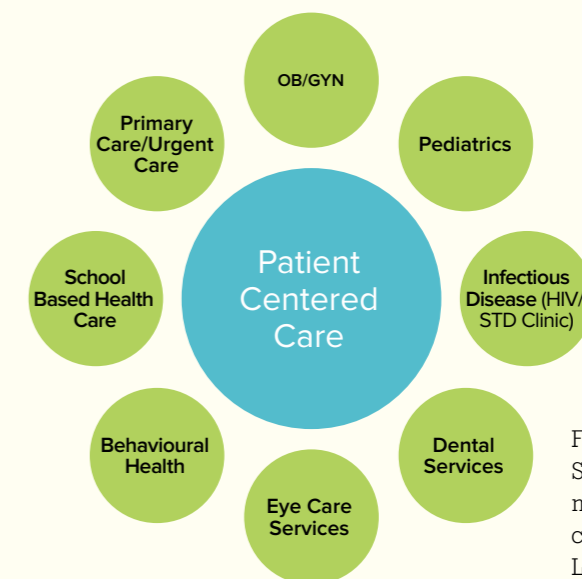 OB/GYN
Pediatrics
Infectious
Disease (HIV/
STD Clinic)
Dental
Services
Eye Care
Services
Behavioural
Health
School
Based Health
Care
Primary
Care/Urgent
Care
Patient
Centered
Care